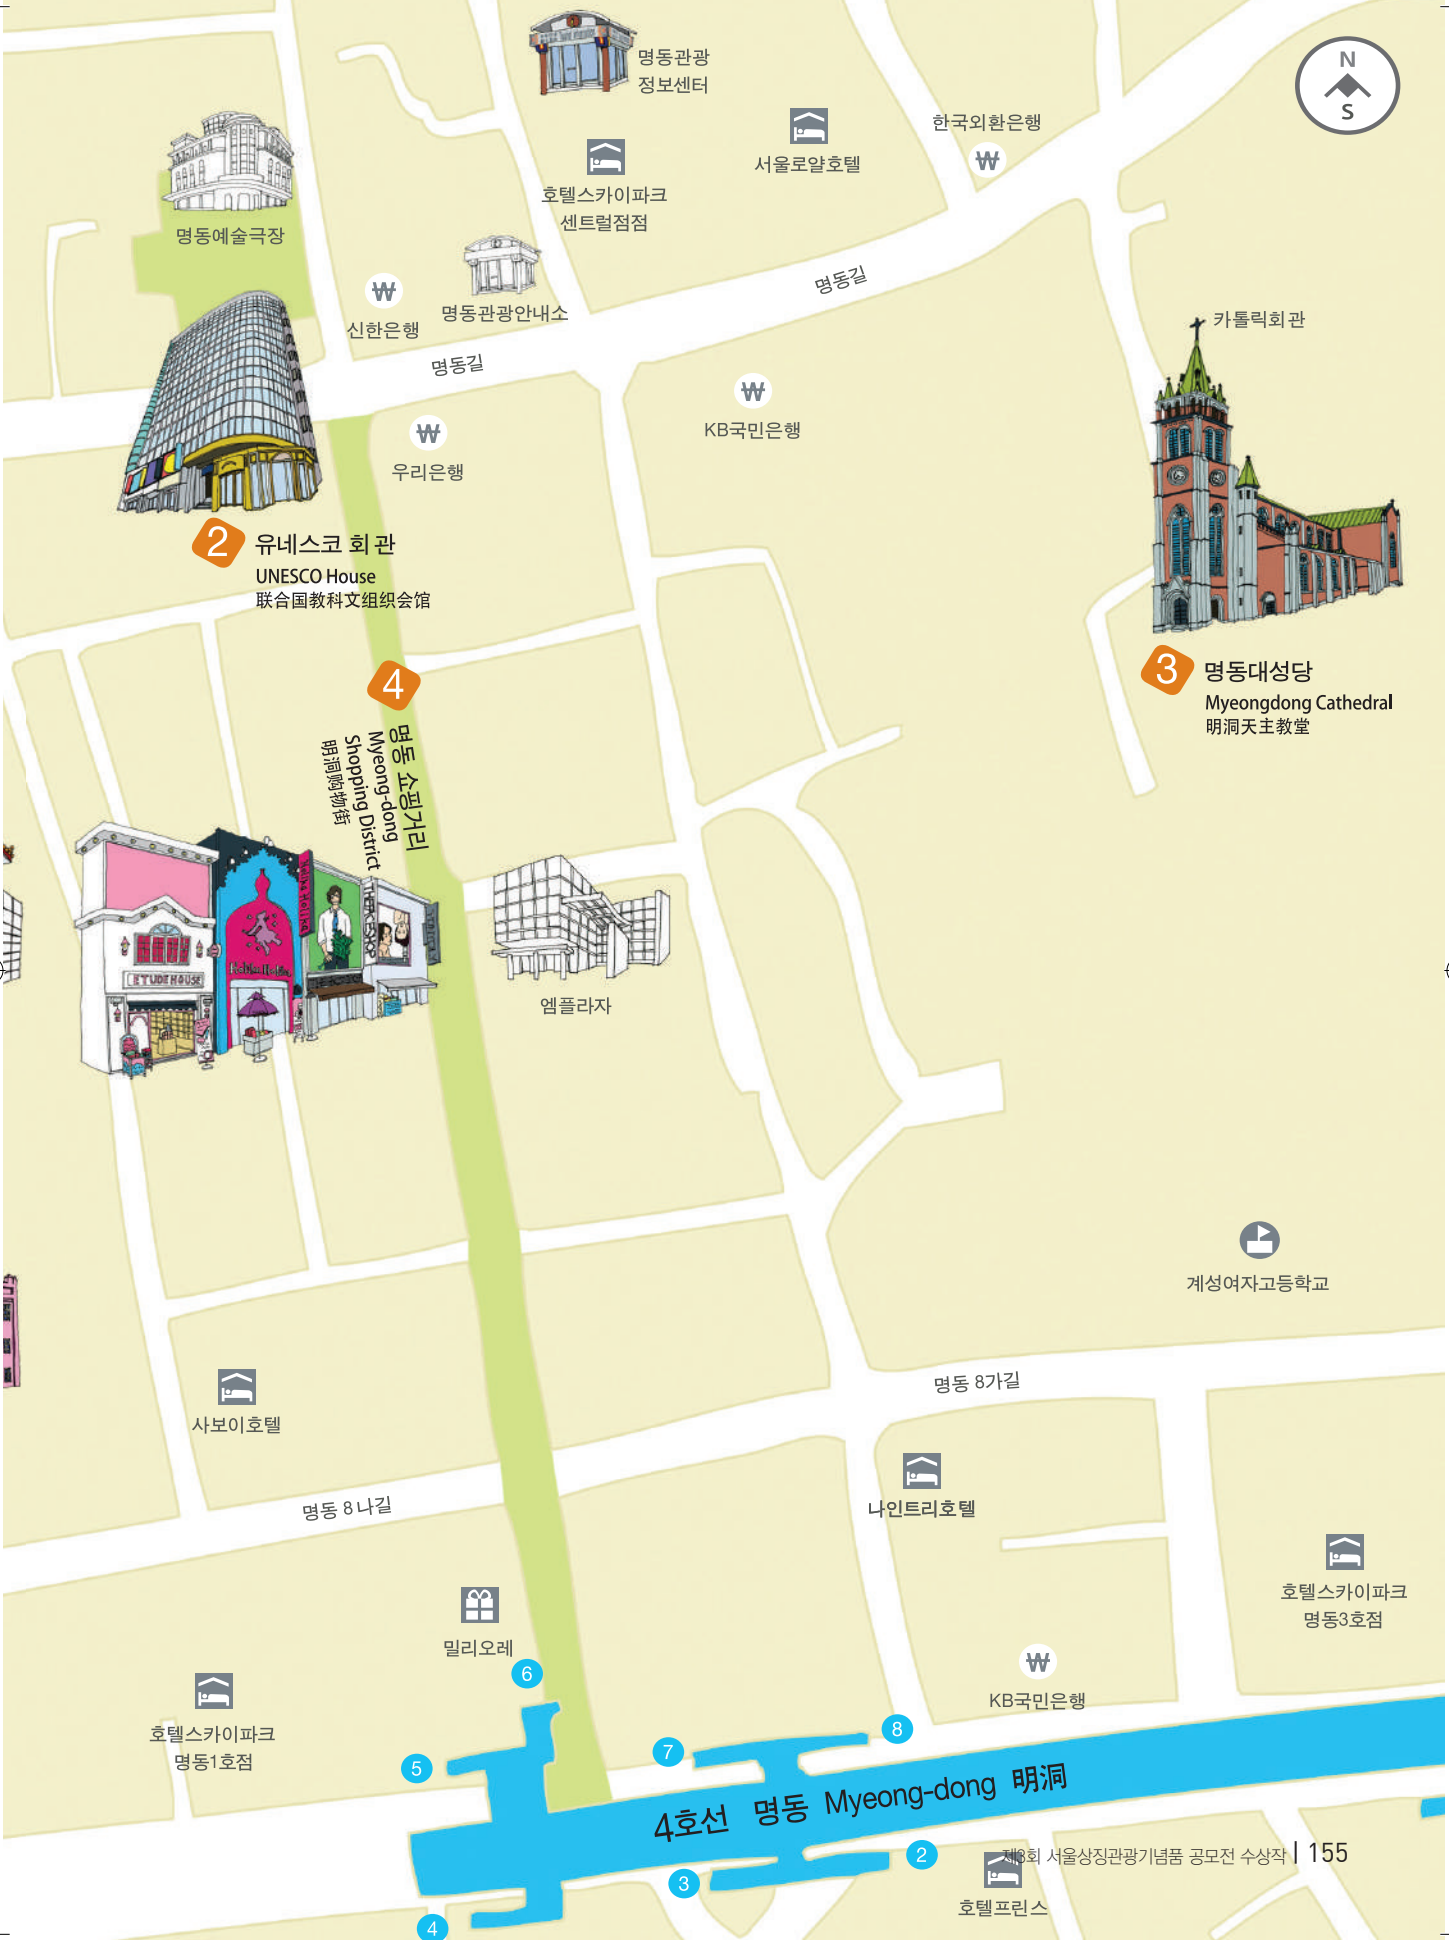 명동관광
정보센터
N
S
한국외환은행
서울로얄호텔
호텔스카이파크
센트럴점점
명동예술극장
명동길
신한은행
명동관광안내소
카톨릭회관
명동길
KB국민은행
우리은행
2 유네스코 회관
UNESCO House
联合国教科文组织会馆
3 명동대성당
Myeongdong Cathedral
明洞天主教堂
4
명동 쇼핑거리
Myeong-dong
Shopping District
明洞购物街
Holika Holika
THEFACESHOP
Holika Holika
ETUDE HOUSE
엠플라자
계성여자고등학교
명동 8가길
사보이호텔
명동 8나길
나인트리호텔
호텔스카이파크
명동3호점
밀리오레
6
KB국민은행
호텔스카이파크
명동1호점
5
7
8
4호선 명동 Myeong-dong 明洞
2
3
4
제3회 서울상징관광기념품 공모전 수상작 | 155
호텔프린스